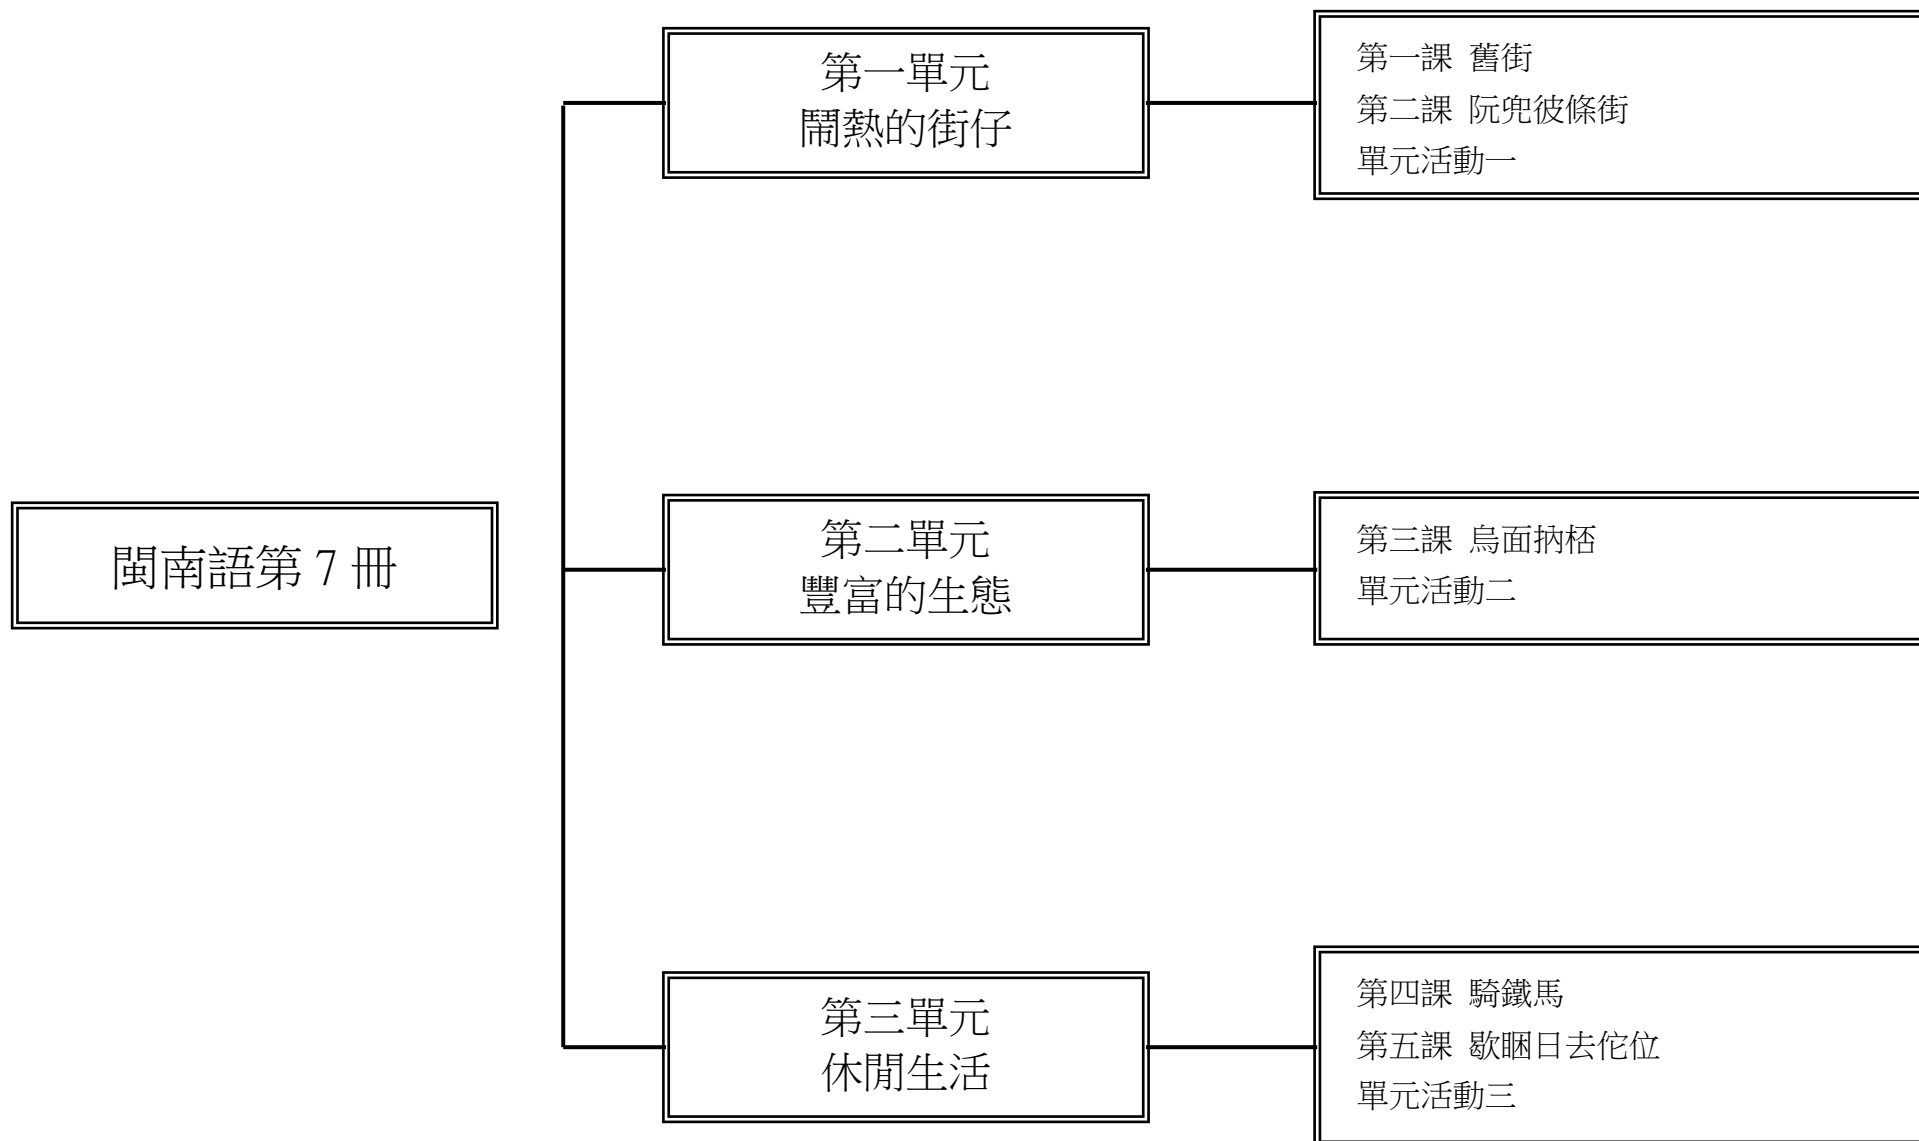 閩南語第 7 冊
第一單元
鬧熱的街仔
第一課 舊街
第二課 阮兜彼條街
單元活動一
第二單元
豐富的生態
第三課 烏面抐桮
單元活動二
第三單元
休閒生活
第四課 騎鐵馬
第五課 歇睏日去佗位
單元活動三